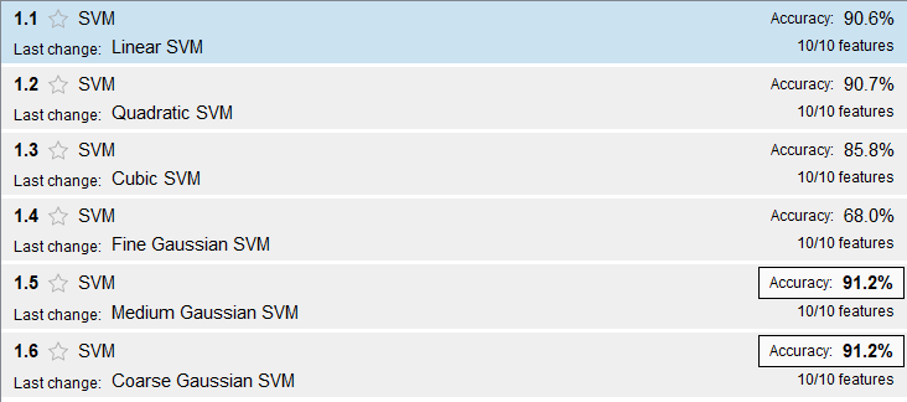 1.1 SVM Accuracy: 90.6%
Last change: Linear SVM 10/10 features
1.2 SVM Accuracy: 90.7%
Last change: Quadratic SVM 10/10 features
1.3 SVM Accuracy: 85.8%
Last change: Cubic SVM 10/10 features
1.4 SVM Accuracy: 68.0%
Last change: Fine Gaussian SVM 10/10 features
1.5 SVM Accuracy: 91.2%
Last change: Medium Gaussian SVM 10/10 features
1.6 SVM Accuracy: 91.2%
Last change: Coarse Gaussian SVM 10/10 features